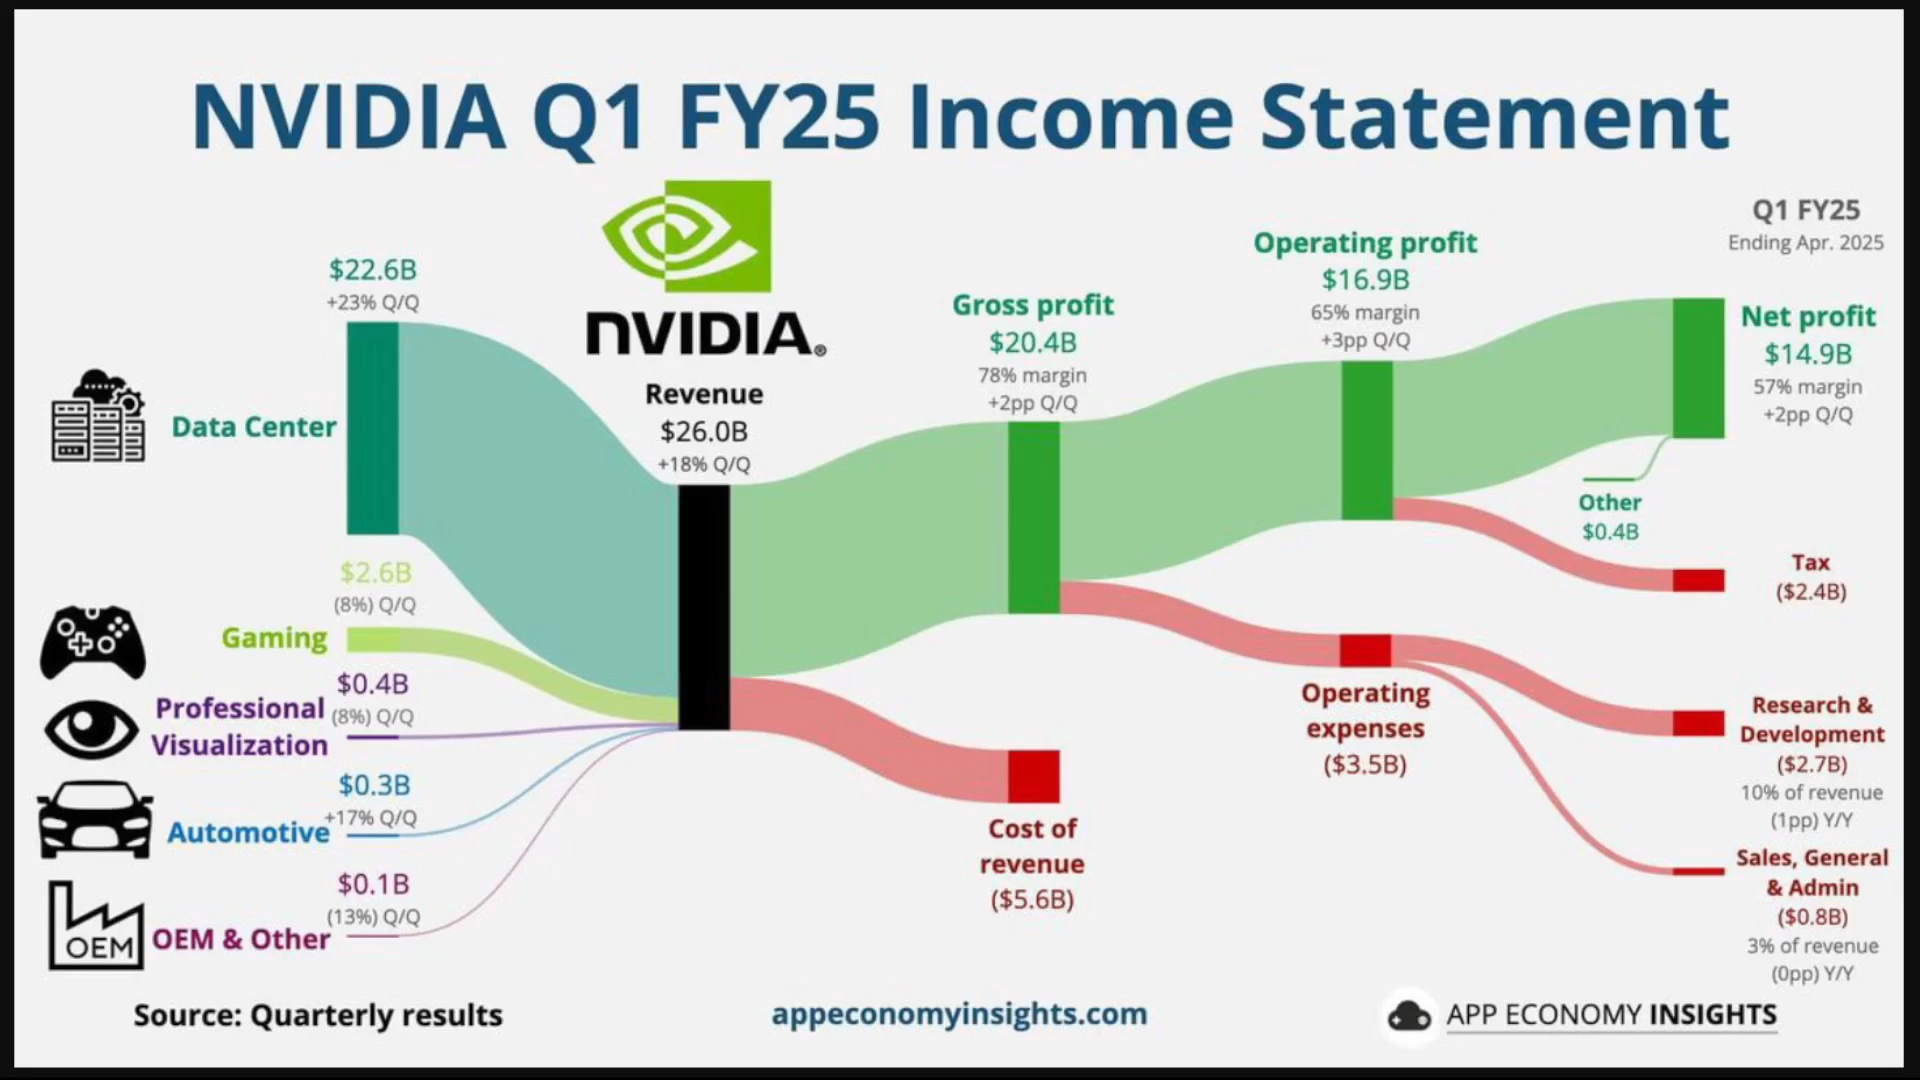 NVIDIA Q1 FY25 Income Statement
Q1 FY25
Ending Apr. 2025
nVIDIA®
Revenue
$26.0B
+18% Q/Q
$22.6B
+23% Q/Q
Data Center
$2.6B
(8%) Q/Q
Gaming
$0.4B
(8%) Q/Q
Professional
Visualization
$0.3B
+17% Q/Q
Automotive
$0.1B
(13%) Q/Q
OEM
OEM & Other
Gross profit
$20.4B
78% margin
+2pp Q/Q
Cost of
revenue
($5.6B)
Operating profit
$16.9B
65% margin
+3pp Q/Q
Operating
expenses
($3.5B)
Net profit
$14.9B
57% margin
+2pp Q/Q
Other
$0.4B
Tax
($2.4B)
Research &
Development
($2.7B)
10% of revenue
(1pp) Y/Y
Sales, General
& Admin
($0.8B)
3% of revenue
(0pp) Y/Y
Source: Quarterly results
appeconomyinsights.com
APP ECONOMY INSIGHTS